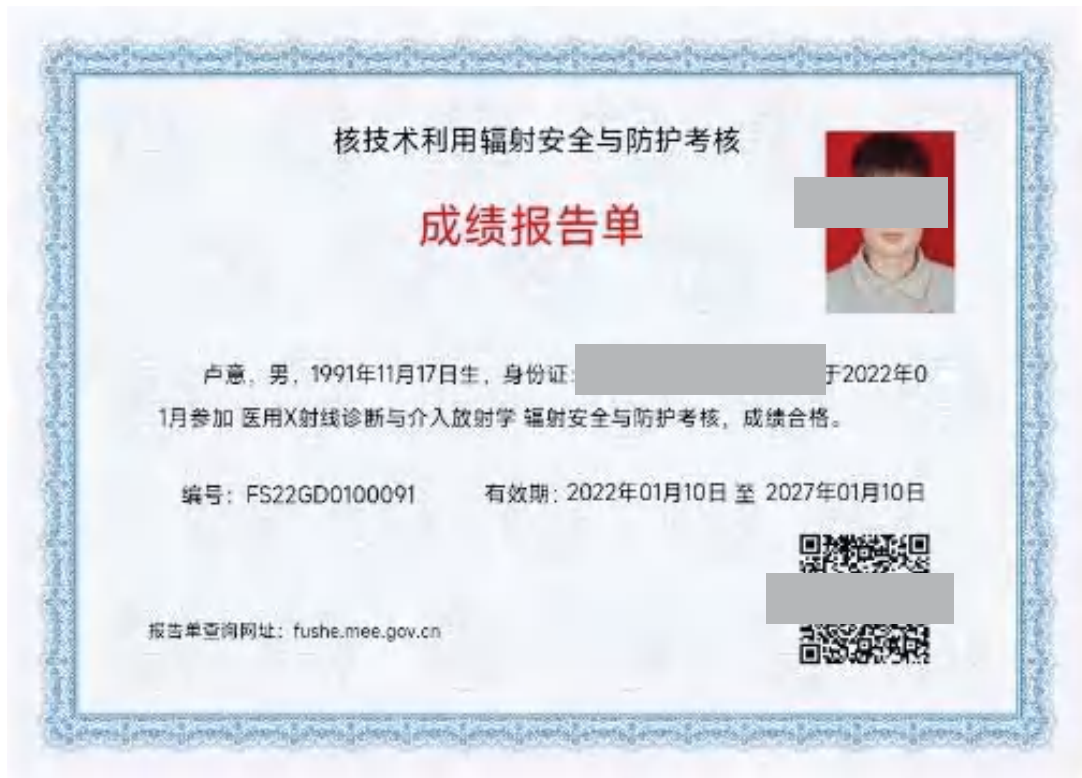 核技术利用辐射安全与防护考核
成绩报告单
卢意，男，1991年11月17日生，身份证: 于2022年0
1月参加 医用X射线诊断与介入放射学 辐射安全与防护考核，成绩合格。
编号：FS22GD0100091 有效期：2022年01月10日 至 2027年01月10日
报告单查询网址：fushe.mee.gov.cn